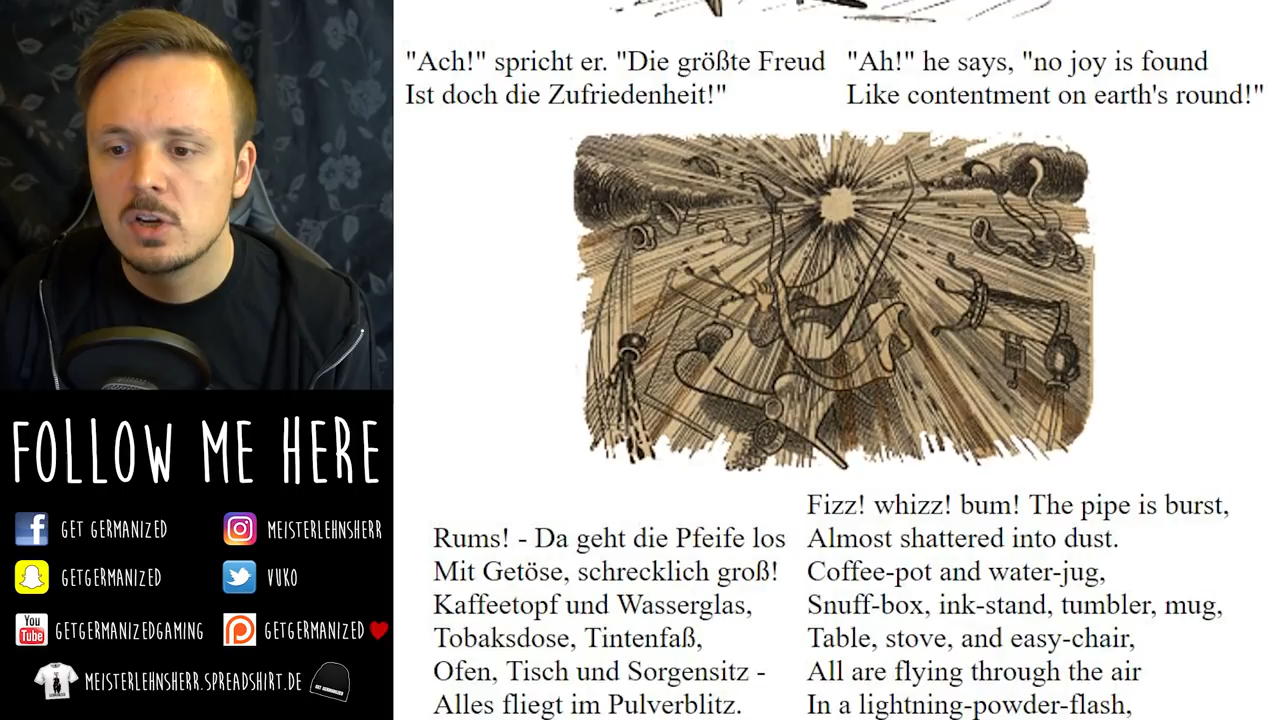 "Ach!" spricht er. "Die größte Freud
Ist doch die Zufriedenheit!"
"Ah!" he says, "no joy is found
Like contentment on earth's round!"
Rums! - Da geht die Pfeife los
Mit Getöse, schrecklich groß!
Kaffeetopf und Wasserglas,
Tobaksdose, Tintenfaß,
Ofen, Tisch und Sorgensitz -
Alles fliegt im Pulverblitz.
Fizz! whizz! bum! The pipe is burst,
Almost shattered into dust.
Coffee-pot and water-jug,
Snuff-box, ink-stand, tumbler, mug,
Table, stove, and easy-chair,
All are flying through the air
In a lightning-powder-flash,
FOLLOW ME HERE
GET GERMANIZED
MEISTERLEHNSHERR
GETGERMANIZED
VUKO
You Tube
GETGERMANIZEDGAMING
GETGERMANIZED
MEISTERLEHNSHERR.SPREADSHIRT.DE
GET GERMANIZED